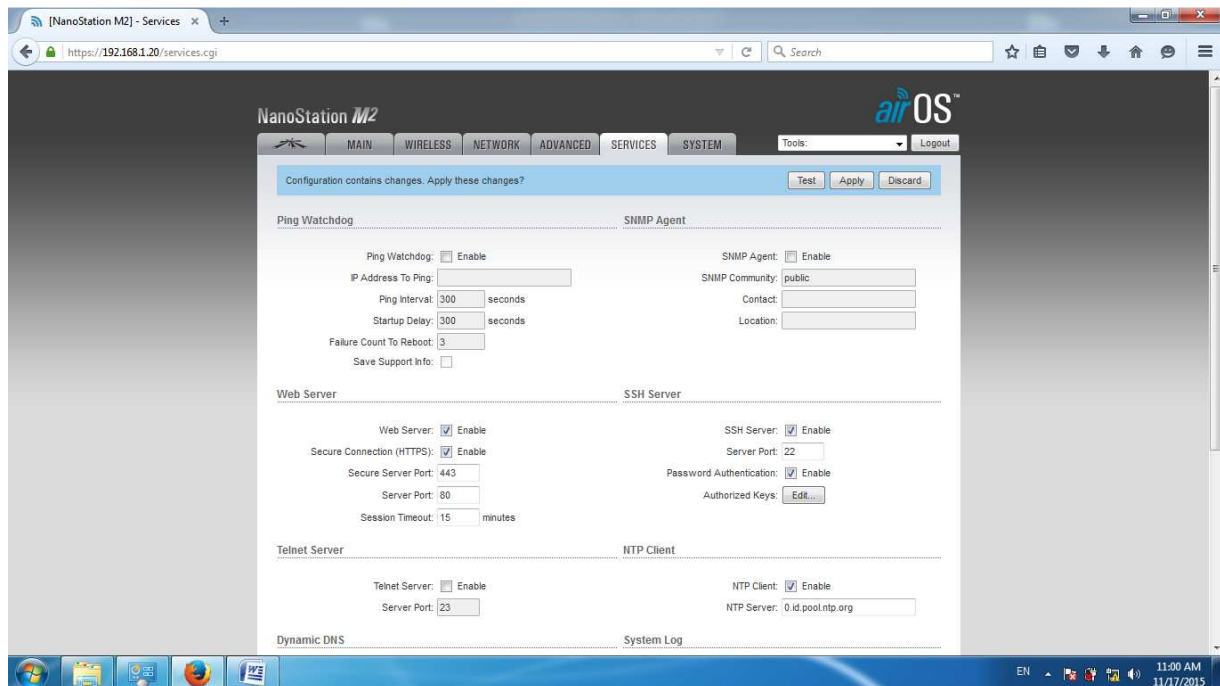 [NanoStation M2] - Services × +
https://192.168.1.20/services.cgi Search
NanoStation M2 airOS™
MAIN WIRELESS NETWORK ADVANCED SERVICES SYSTEM Tools: Logout
Configuration contains changes. Apply these changes? Test Apply Discard
Ping Watchdog SNMP Agent
Ping Watchdog: Enable SNMP Agent: Enable
IP Address To Ping: SNMP Community: public
Ping Interval: 300 seconds Contact:
Startup Delay: 300 seconds Location:
Failure Count To Reboot: 3
Save Support Info:
Web Server SSH Server
Web Server: Enable SSH Server: Enable
Secure Connection (HTTPS): Enable Server Port: 22
Secure Server Port: 443 Password Authentication: Enable
Server Port: 80 Authorized Keys: Edit...
Session Timeout: 15 minutes
Telnet Server NTP Client
Telnet Server: Enable NTP Client: Enable
Server Port: 23 NTP Server: 0.id.pool.ntp.org
Dynamic DNS System Log
EN 11:00 AM
11/17/2015